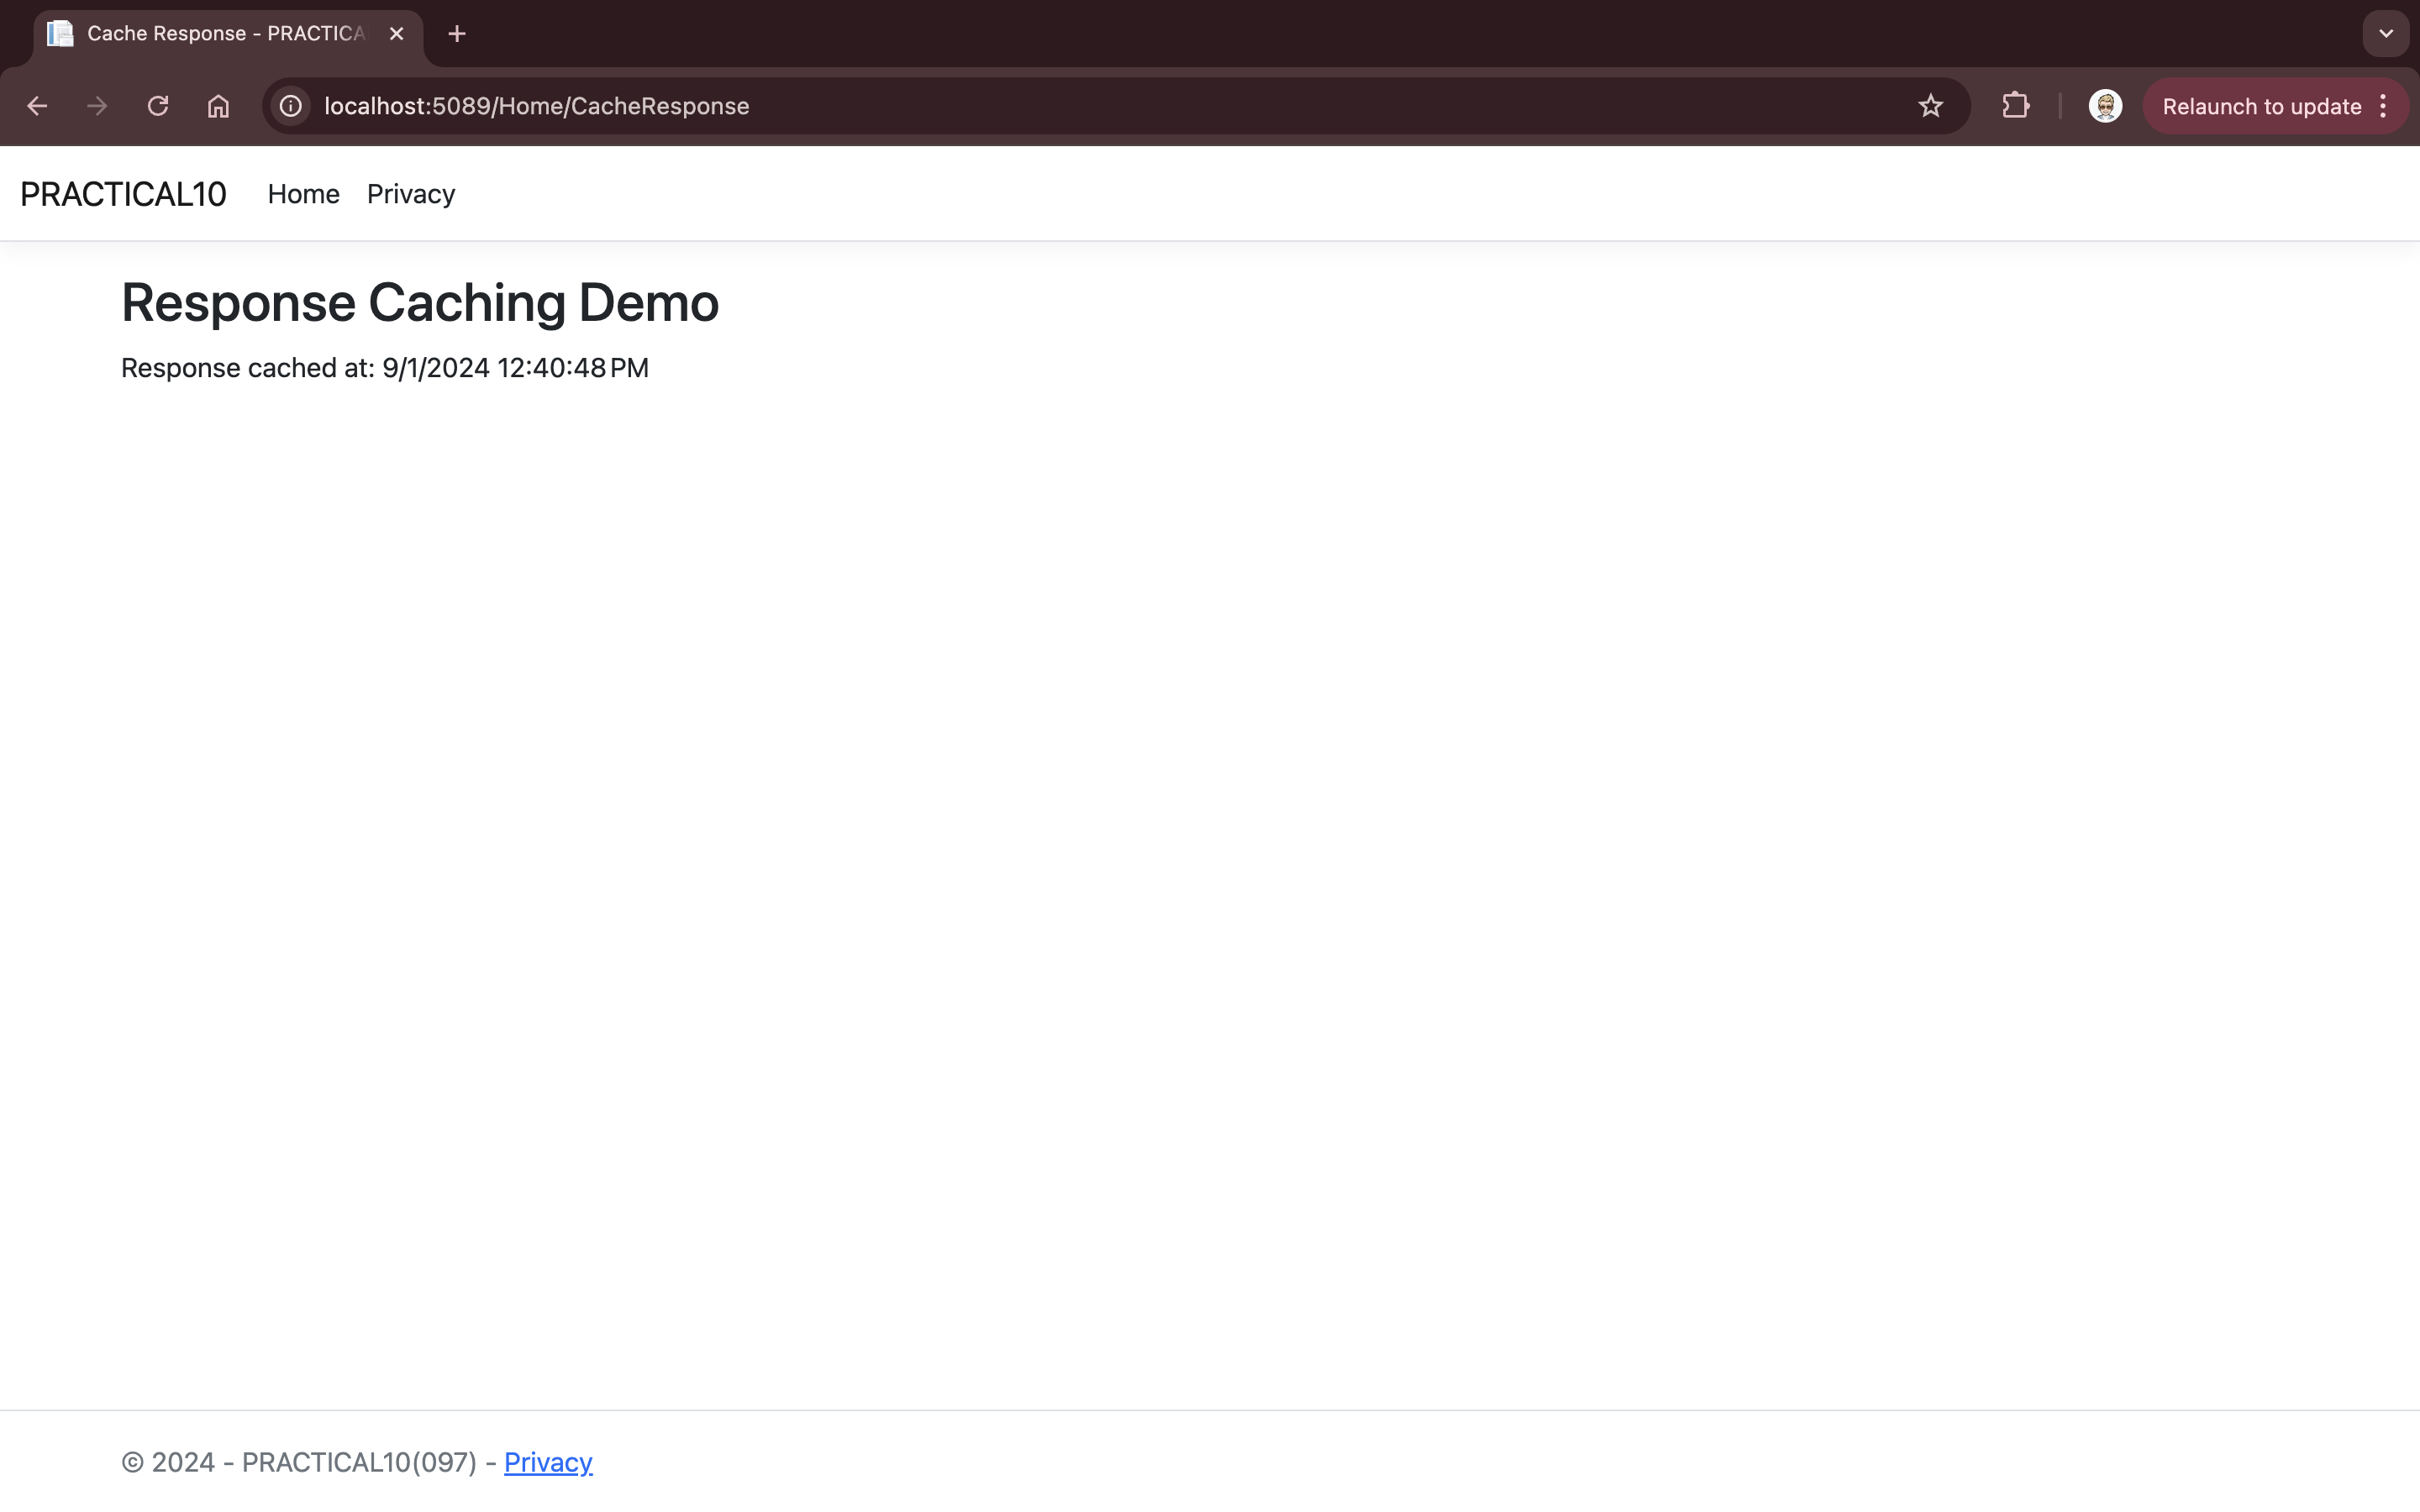 Cache Response - PRACTICA
localhost:5089/Home/CacheResponse
Relaunch to update
PRACTICAL10 Home Privacy
Response Caching Demo
Response cached at: 9/1/2024 12:40:48 PM
© 2024 - PRACTICAL10(097) - Privacy